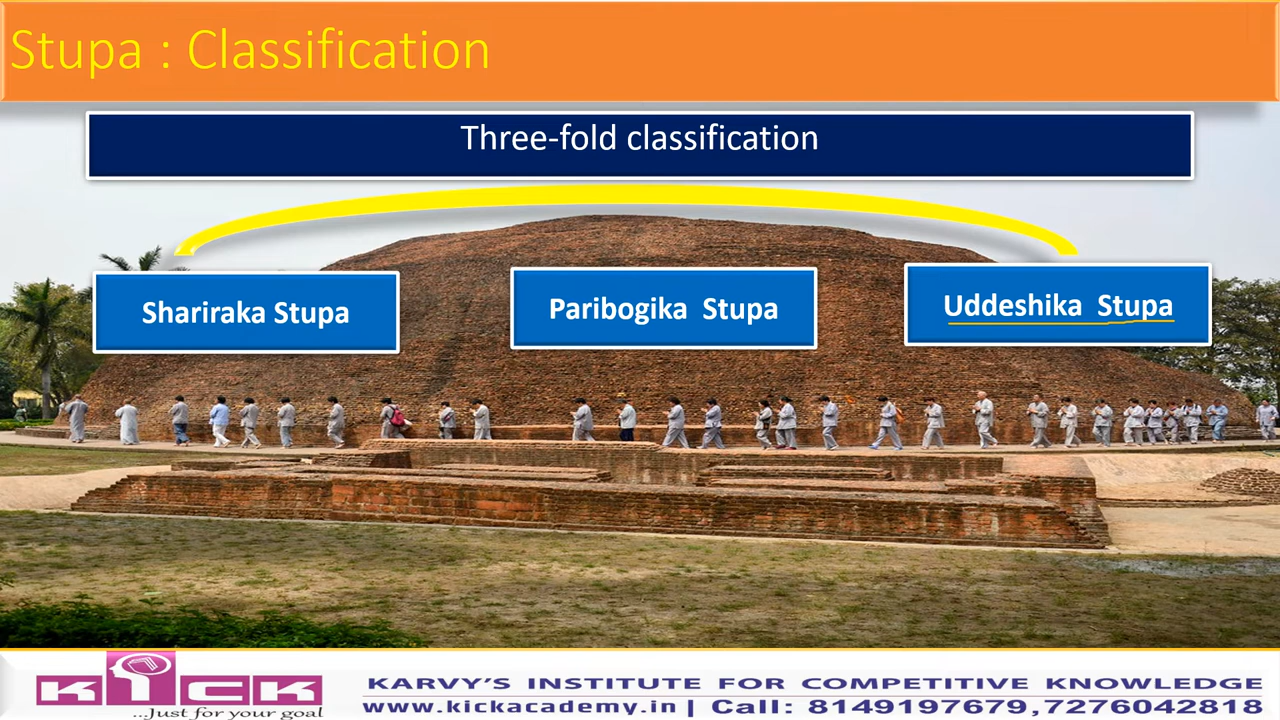 Stupa : Classification
Three-fold classification
Shariraka Stupa
Paribogika Stupa
Uddeshika Stupa
KICK
...Just for your goal
KARVY'S INSTITUTE FOR COMPETITIVE KNOWLEDGE
www.kickacademy.in | Call: 8149197679,7276042818